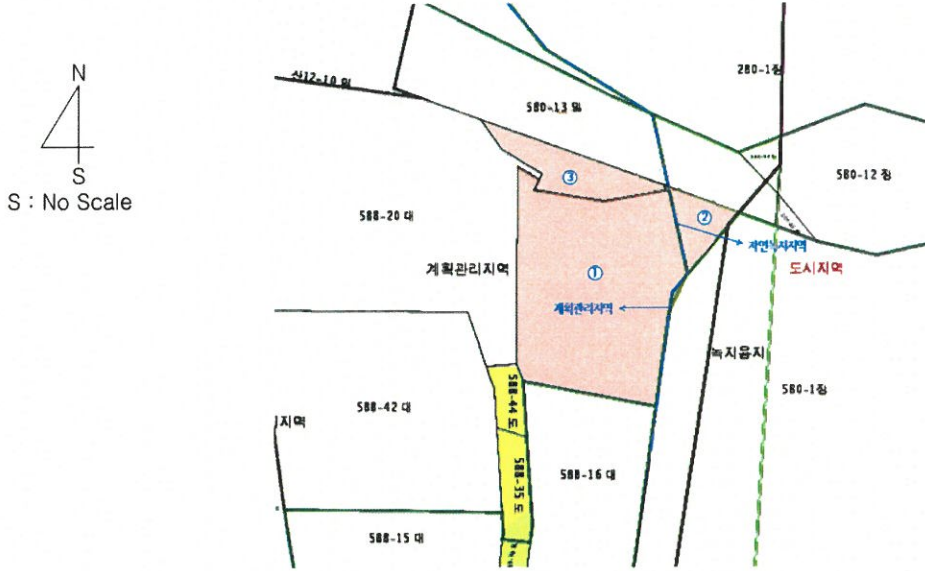 N
S
S : No Scale
산12-10 임
580-13 임
280-1 장
580-12 장
③
②
자연녹지지역
588-20 대
계획관리지역
①
도시지역
계획관리지역
녹지읍지
588-44 도
588-42 대
지역
580-1 장
588-35 도
588-16 대
588-15 대